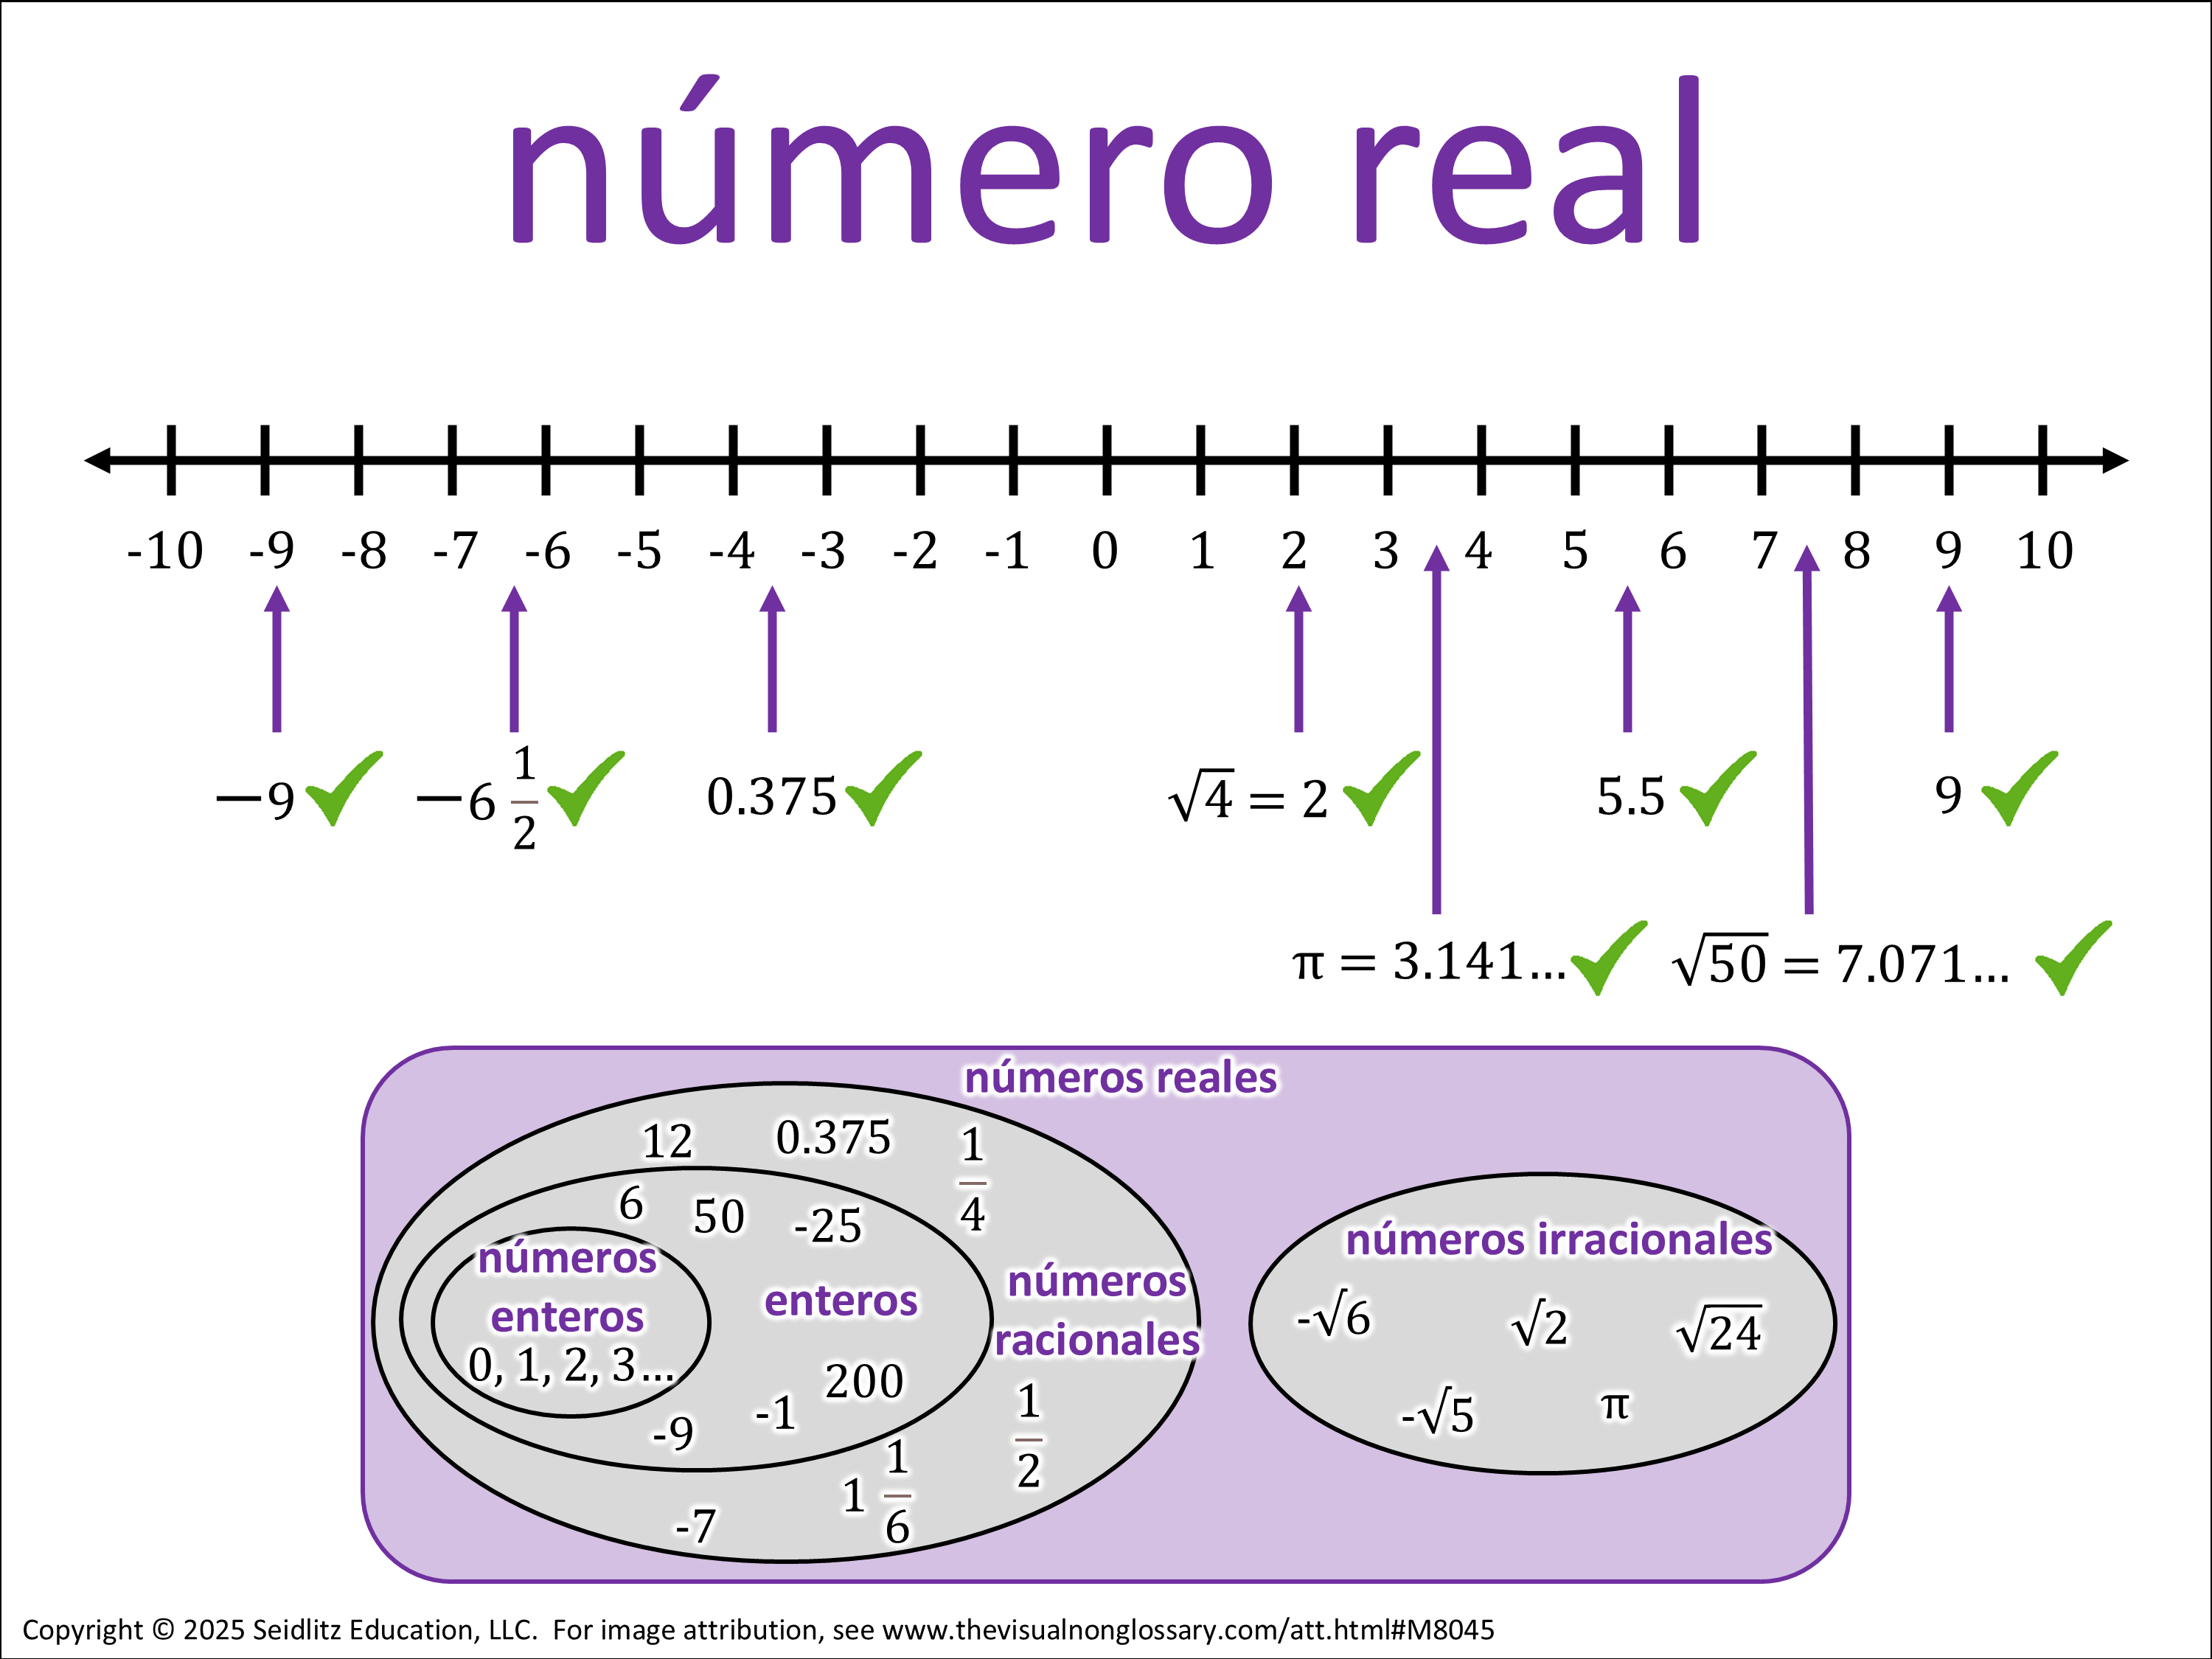 número real
-10 -9 -8 -7 -6 -5 -4 -3 -2 -1 0 1 2 3 4 5 6 7 8 9 10
−9 −6 1/2 0.375 √4 = 2 5.5 9
π = 3.141... √50 = 7.071...
números reales
12 0.375 1/4
6 50 -25
números
enteros
0, 1, 2, 3...
enteros
200
-9 -1
números
racionales
1/2
1 1/6
-7
números irracionales
-√6 √2 √24
-√5 π
Copyright © 2025 Seidlitz Education, LLC. For image attribution, see www.thevisualnonglossary.com/att.html#M8045